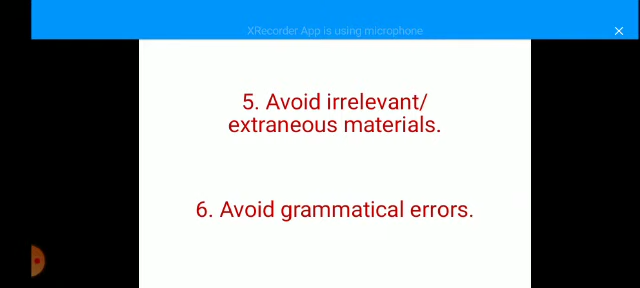 XRecorder App is using microphone
5. Avoid irrelevant/
extraneous materials.
6. Avoid grammatical errors.